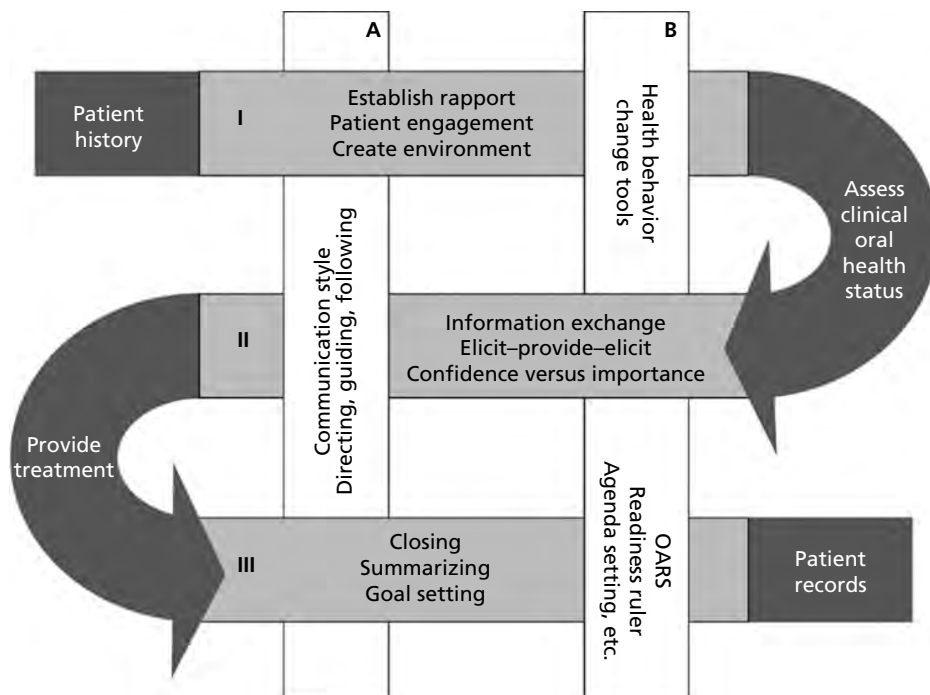 A
B
Patient
history
I
Establish rapport
Patient engagement
Create environment
Health behavior
change tools
Assess
clinical
oral
health
status
Communication style
Directing, guiding, following
II
Information exchange
Elicit–provide–elicit
Confidence versus importance
Provide
treatment
III
Closing
Summarizing
Goal setting
OARS
Readiness ruler
Agenda setting, etc.
Patient
records